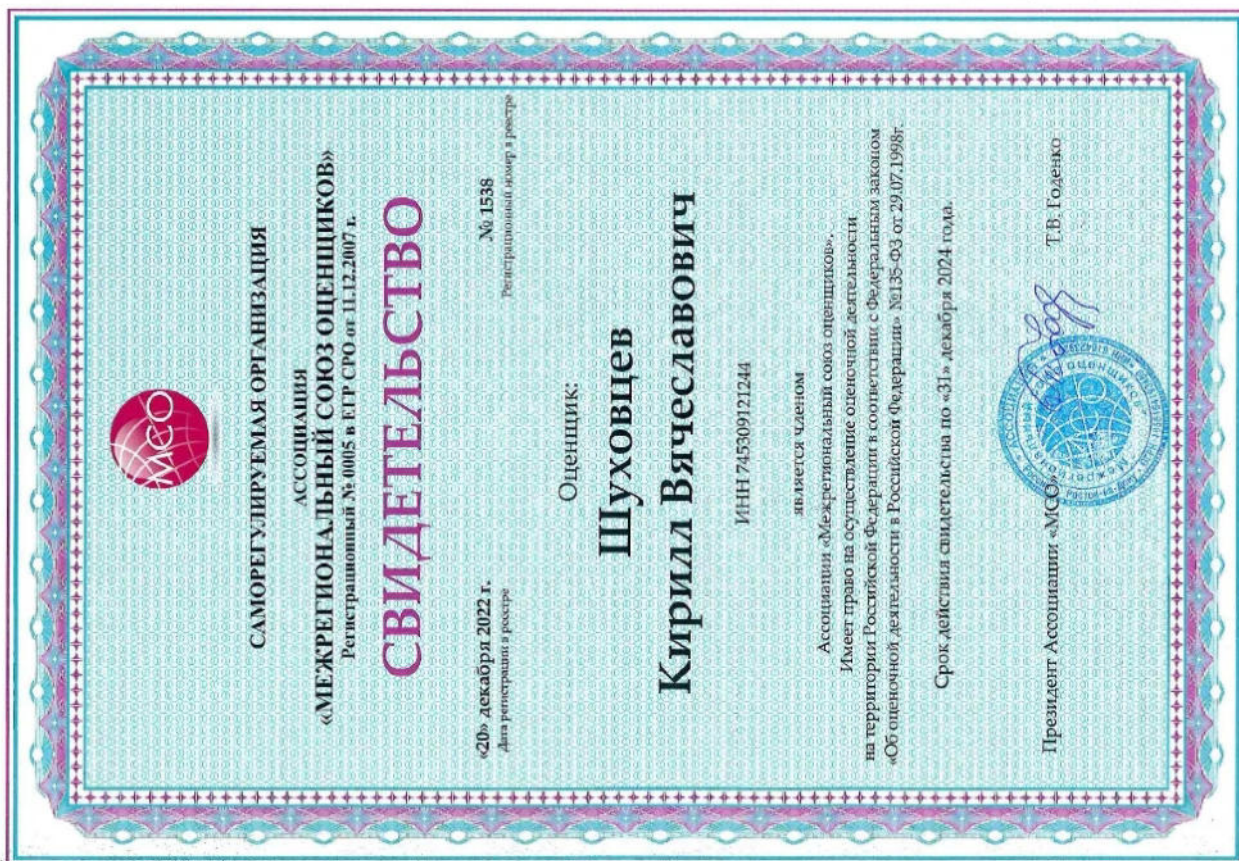 МСО
САМОРЕГУЛИРУЕМАЯ ОРГАНИЗАЦИЯ
АССОЦИАЦИЯ
«МЕЖРЕГИОНАЛЬНЫЙ СОЮЗ ОЦЕНЩИКОВ»
Регистрационный № 0005 в ЕГР СРО от 11.12.2007 г.
СВИДЕТЕЛЬСТВО
«20» декабря 2022 г. № 1538
Дата регистрации в реестре Регистрационный номер в реестре
Оценщик:
Шуховцев
Кирилл Вячеславович
ИНН 745309121244
является членом
Ассоциации «Межрегиональный союз оценщиков».
Имеет право на осуществление оценочной деятельности
на территории Российской Федерации в соответствии с Федеральным законом
«Об оценочной деятельности в Российской Федерации» №135-ФЗ от 29.07.1998г.
Срок действия свидетельства по «31» декабря 2024 года.
Президент Ассоциации «МСО» Т.В. Годенко